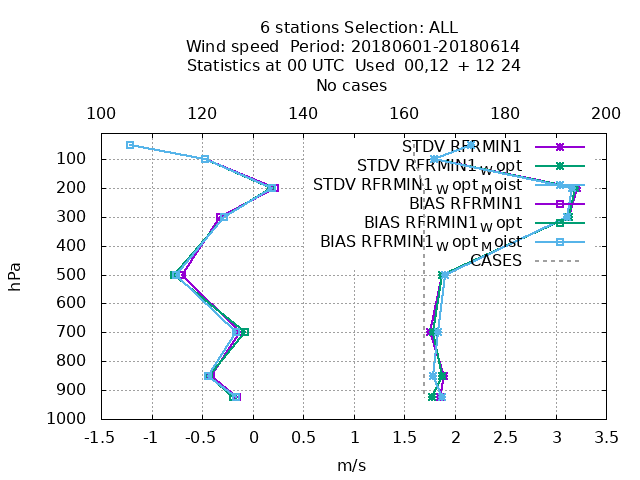 6 stations Selection: ALL
Wind speed Period: 20180601-20180614
Statistics at 00 UTC Used 00,12 + 12 24
No cases
100 120 140 160 180 200
STDV RFRMIN1
STDV RFRMIN1_W opt
STDV RFRMIN1_W opt_M oist
BIAS RFRMIN1
BIAS RFRMIN1_W opt
BIAS RFRMIN1_W opt_M oist
CASES
100
200
300
400
500
600
700
800
900
1000
hPa
-1.5 -1 -0.5 0 0.5 1 1.5 2 2.5 3 3.5
m/s